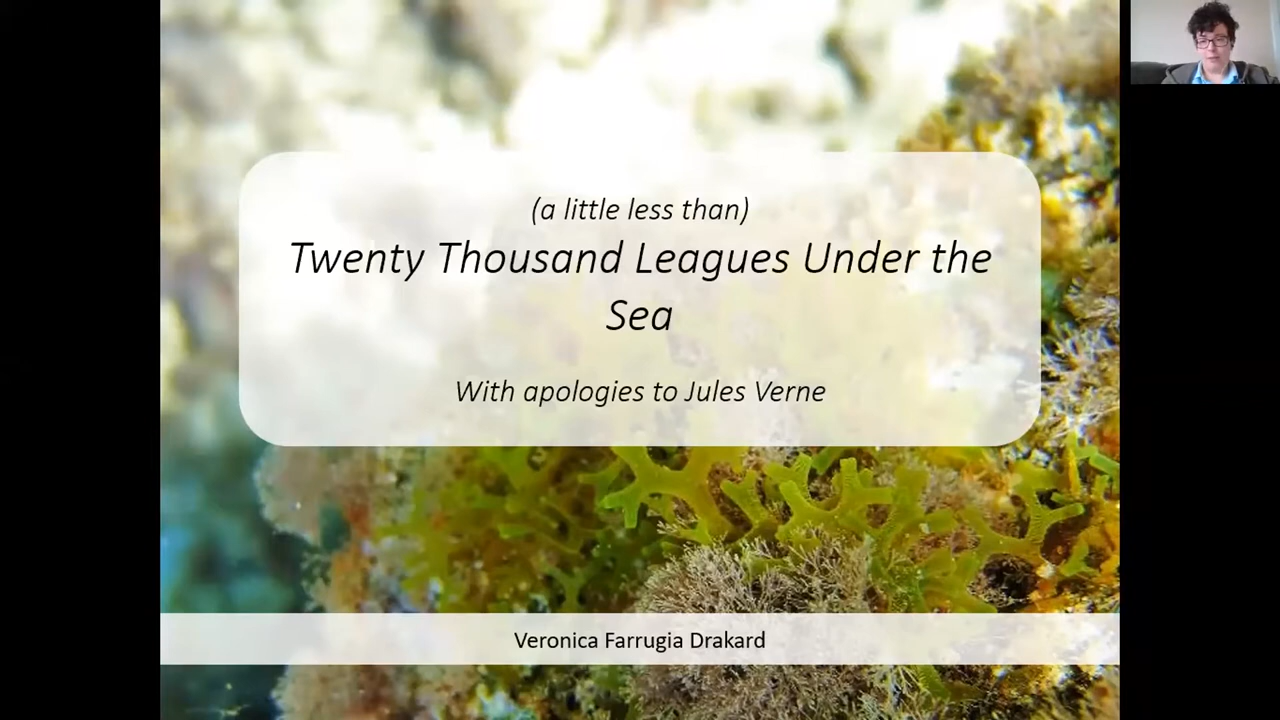 (a little less than)
Twenty Thousand Leagues Under the
Sea
With apologies to Jules Verne
Veronica Farrugia Drakard